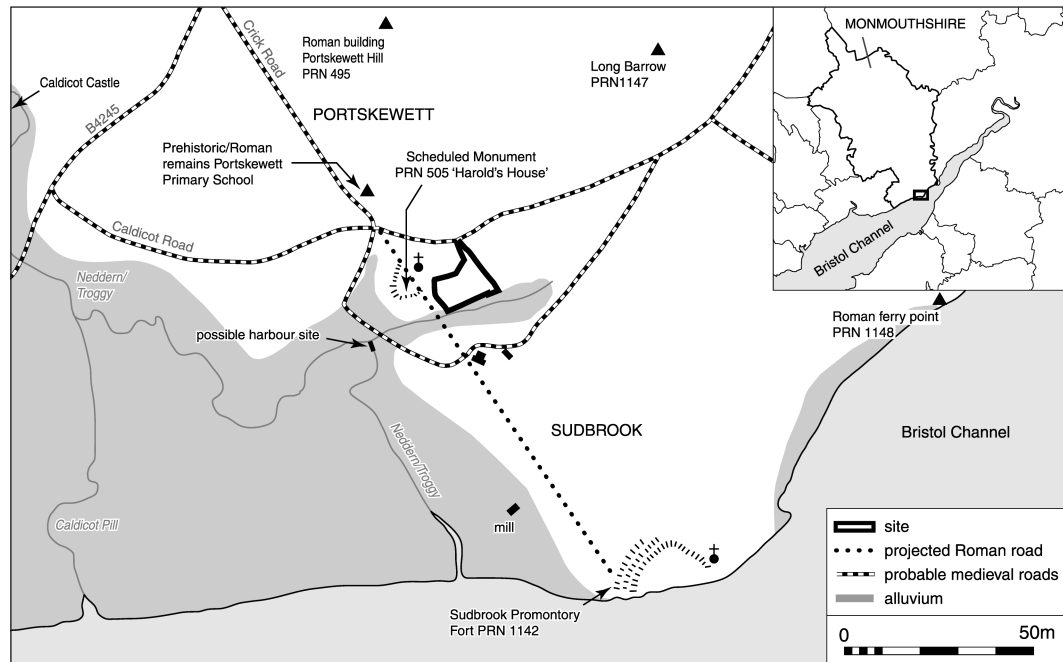 MONMOUTHSHIRE
Bristol Channel
Roman building
Portskewett Hill
PRN 495
Crick Road
Long Barrow
PRN1147
Caldicot Castle
B4245
PORTSKEWETT
Prehistoric/Roman
remains Portskewett
Primary School
Scheduled Monument
PRN 505 ‘Harold’s House’
Caldicot Road
Neddern/
Troggy
possible harbour site
Roman ferry point
PRN 1148
SUDBROOK
Bristol Channel
Neddern/Troggy
Caldicot Pill
mill
Sudbrook Promontory
Fort PRN 1142
site
projected Roman road
probable medieval roads
alluvium
0 50m